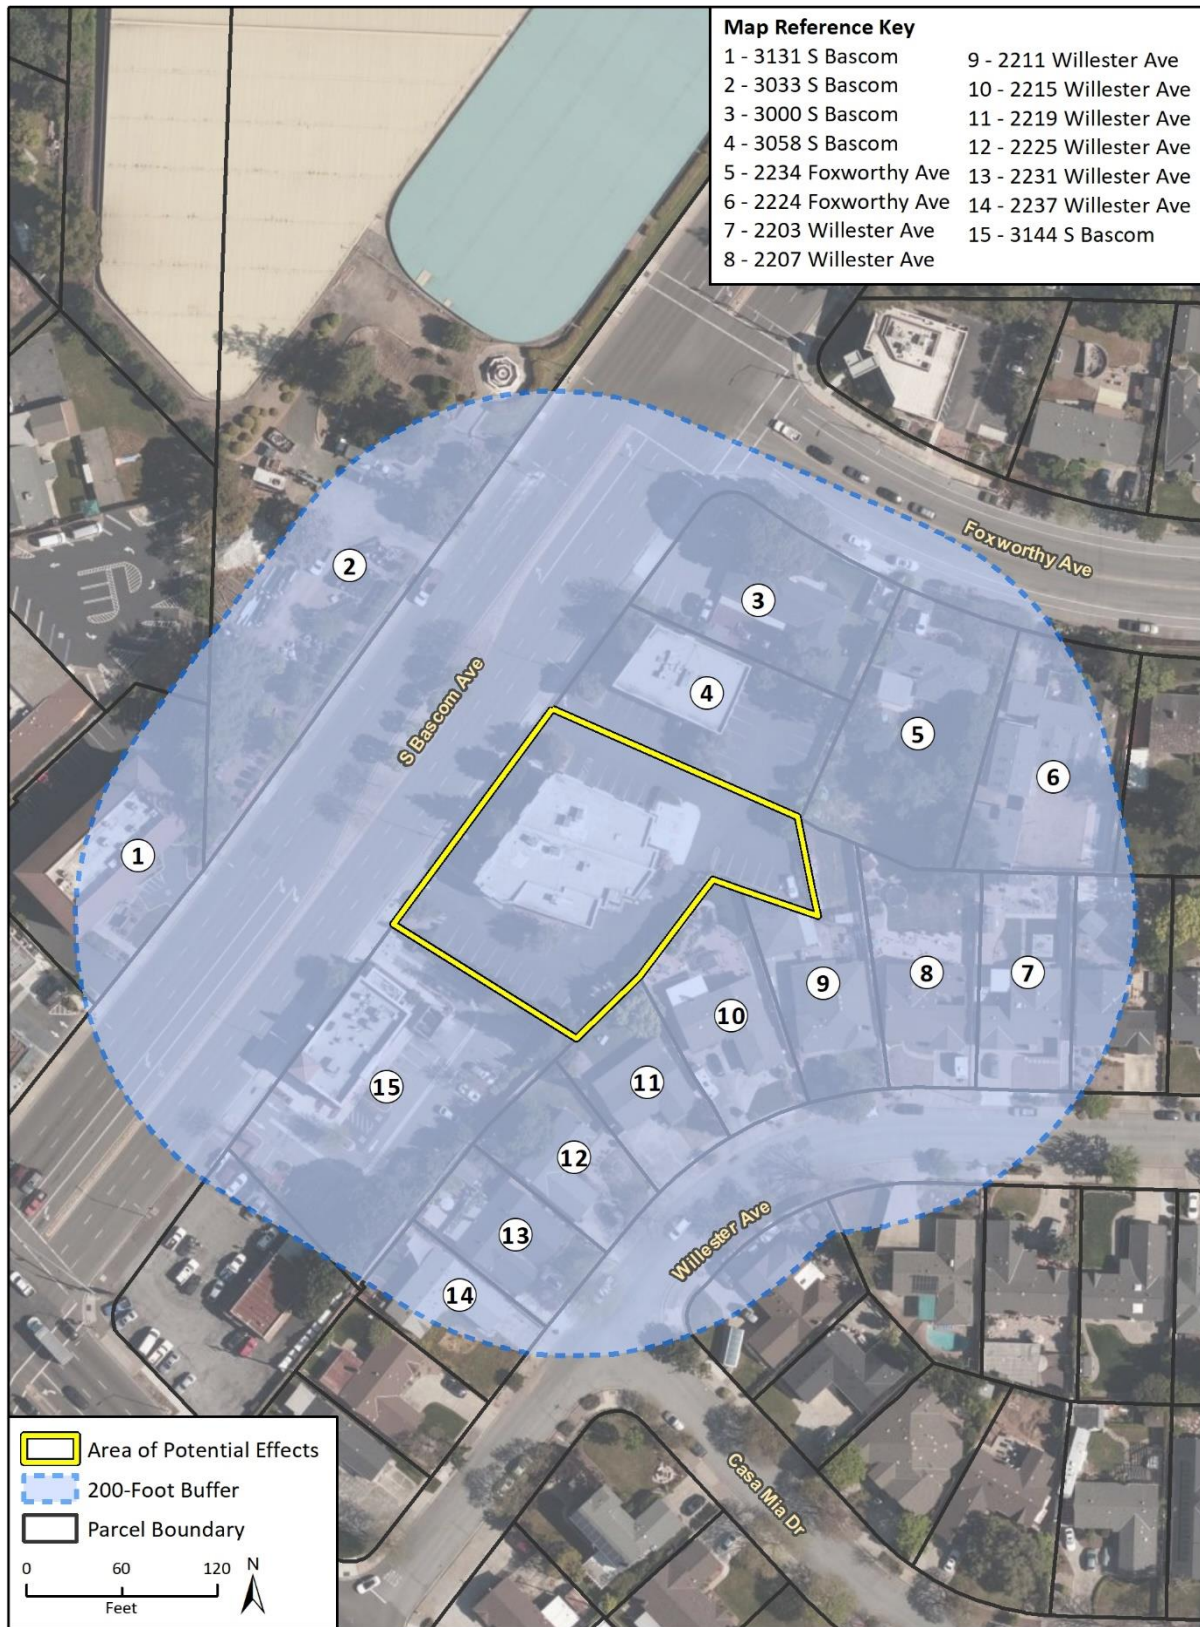 Map Reference Key
1 - 3131 S Bascom
2 - 3033 S Bascom
3 - 3000 S Bascom
4 - 3058 S Bascom
5 - 2234 Foxworthy Ave
6 - 2224 Foxworthy Ave
7 - 2203 Willester Ave
8 - 2207 Willester Ave
9 - 2211 Willester Ave
10 - 2215 Willester Ave
11 - 2219 Willester Ave
12 - 2225 Willester Ave
13 - 2231 Willester Ave
14 - 2237 Willester Ave
15 - 3144 S Bascom
Foxworthy Ave
2
3
S Bascom Ave
4
5
6
1
7
8
9
10
11
15
12
13
Willester Ave
14
Casa Mia Dr
Area of Potential Effects
200-Foot Buffer
Parcel Boundary
0 60 120
Feet
N